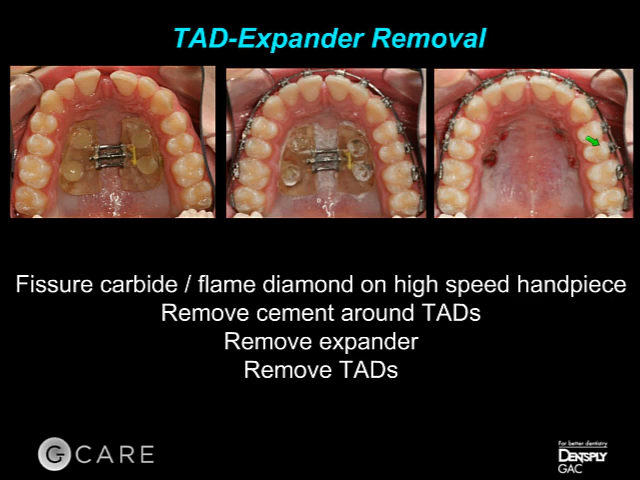 TAD-Expander Removal
Fissure carbide / flame diamond on high speed handpiece
Remove cement around TADs
Remove expander
Remove TADs
G CARE
For better dentistry
DENTSPLY
GAC